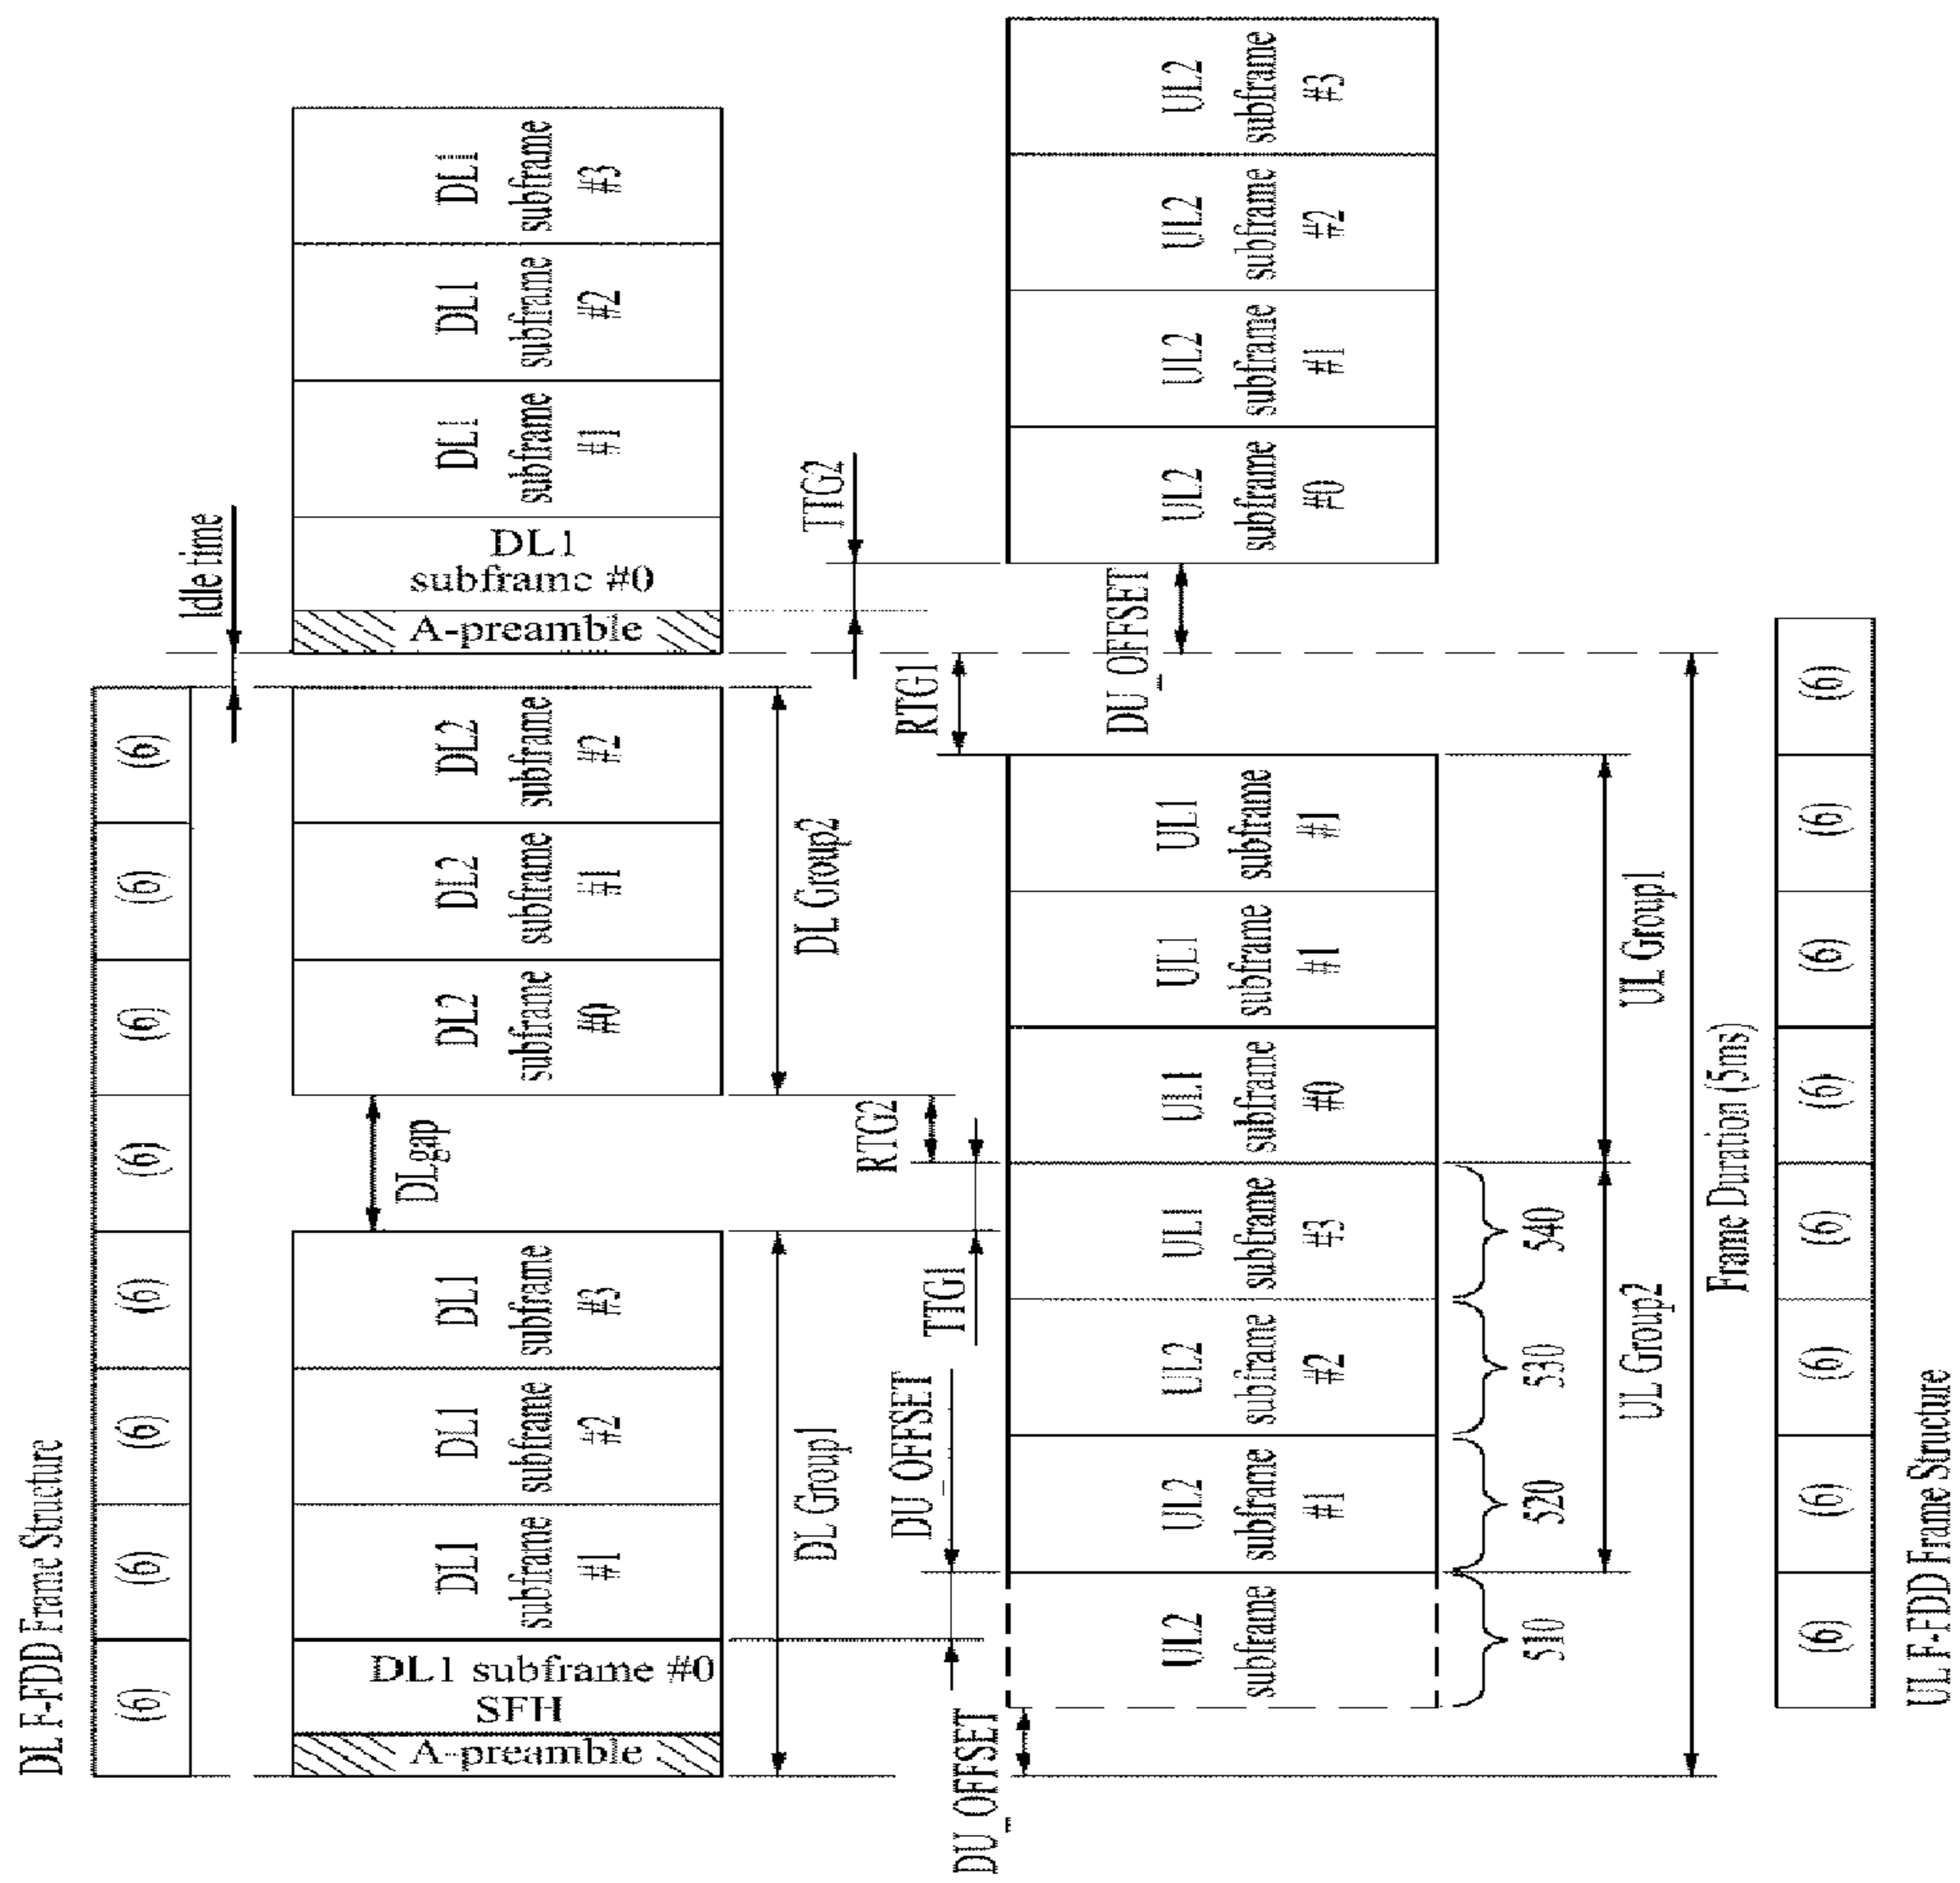 DL F-FDD Frame Structure
(6)
(6)
(6)
(6)
(6)
(6)
(6)
(6)
Idle time
A-preamble
DL1 subframe #0
SFH
DL1
subframe
#1
DL1
subframe
#2
DL1
subframe
#3
DLgap
DL2
subframe
#0
DL2
subframe
#1
DL2
subframe
#2
A-preamble
DL1
subframe #0
DL1
subframe
#1
DL1
subframe
#2
DL1
subframe
#3
DL Group1
DL Group2
TTG2
DU_OFFSET
RTG2
RTG1
TTG1
DU_OFFSET
DU_OFFSET
UL2
subframe
UL2
subframe
#1
UL2
subframe
#2
UL1
subframe
#3
UL1
subframe
#0
UL1
subframe
#1
UL1
subframe
#1
UL2
subframe
#0
UL2
subframe
#1
UL2
subframe
#2
UL2
subframe
#3
510
520
530
540
UL Group2
UL Group1
Frame Duration (5ms)
(6)
(6)
(6)
(6)
(6)
(6)
(6)
(6)
UL F-FDD Frame Structure